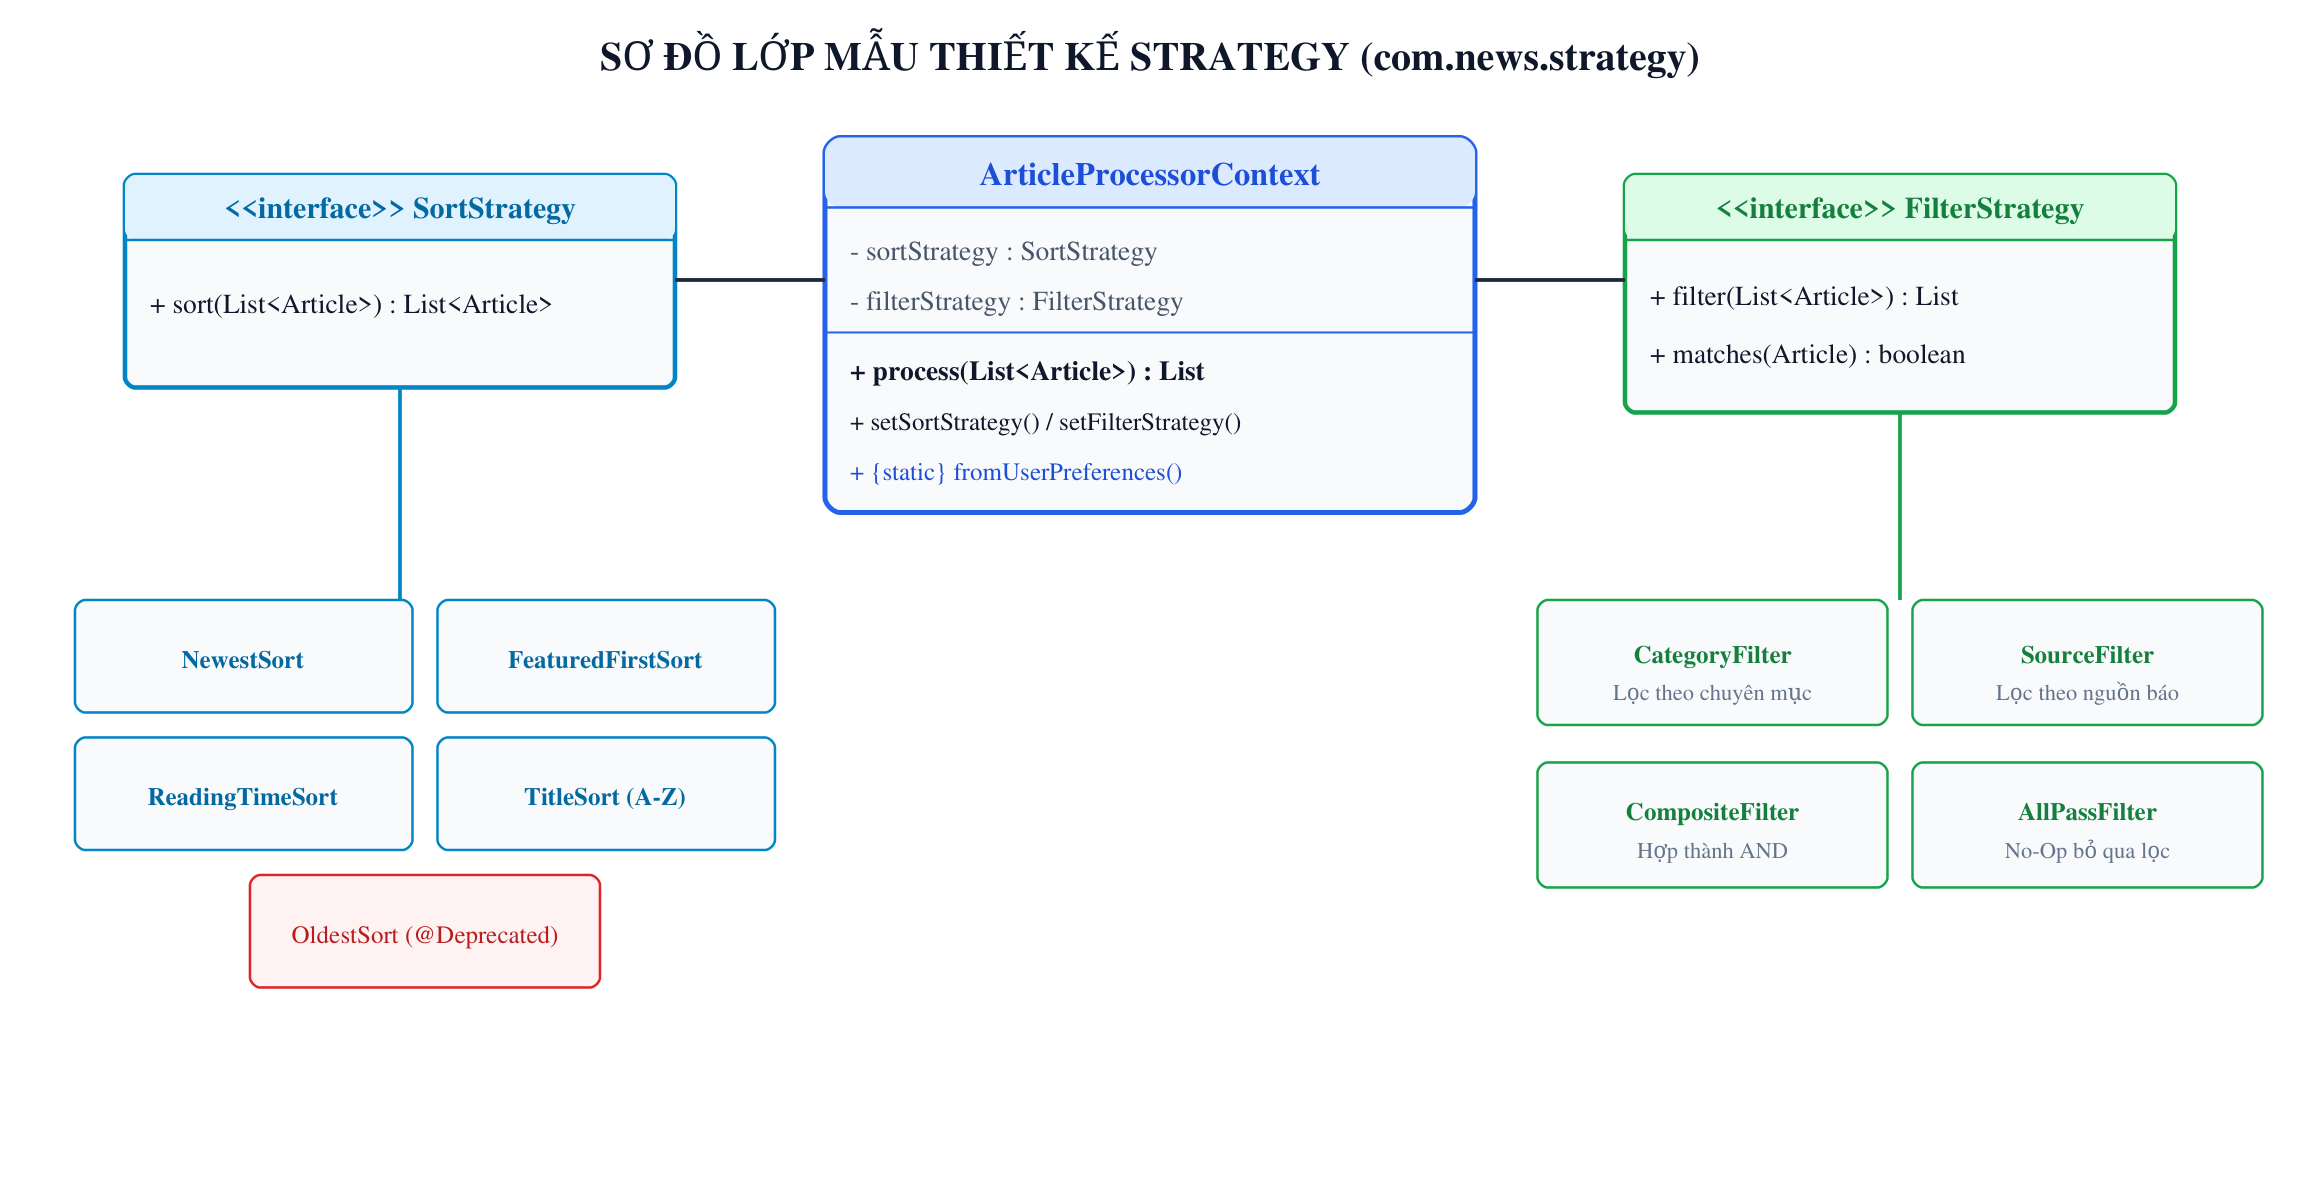 SƠ ĐỒ LỚP MẪU THIẾT KẾ STRATEGY (com.news.strategy)
<<interface>> SortStrategy
+ sort(List<Article>) : List<Article>
ArticleProcessorContext
- sortStrategy : SortStrategy
- filterStrategy : FilterStrategy
+ process(List<Article>) : List
+ setSortStrategy() / setFilterStrategy()
+ {static} fromUserPreferences()
<<interface>> FilterStrategy
+ filter(List<Article>) : List
+ matches(Article) : boolean
NewestSort
FeaturedFirstSort
ReadingTimeSort
TitleSort (A-Z)
OldestSort (@Deprecated)
CategoryFilter
Lọc theo chuyên mục
SourceFilter
Lọc theo nguồn báo
CompositeFilter
Hợp thành AND
AllPassFilter
No-Op bỏ qua lọc